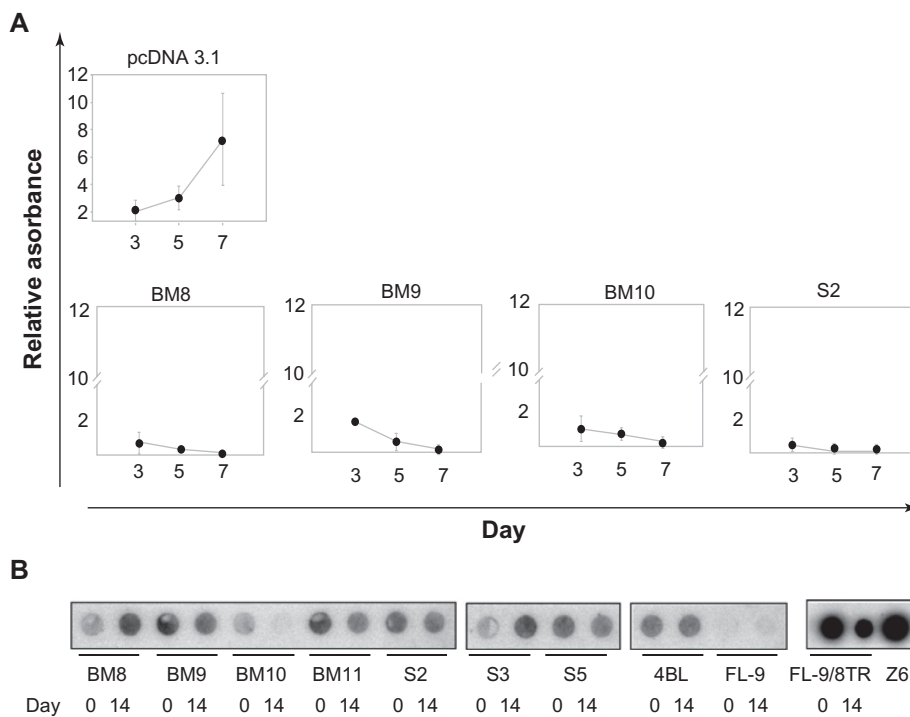 A
Relative asorbance
pcDNA 3.1
12
10
8
6
4
2
3 5 7
BM8 BM9 BM10 S2
12 12 12 12
10 10 10 10
2 2 2 2
3 5 7 3 5 7 3 5 7 3 5 7
Day
B
BM8 BM9 BM10 BM11 S2 S3 S5 4BL FL-9 FL-9/8TR Z6
Day 0 14 0 14 0 14 0 14 0 14 0 14 0 14 0 14 0 14 0 14